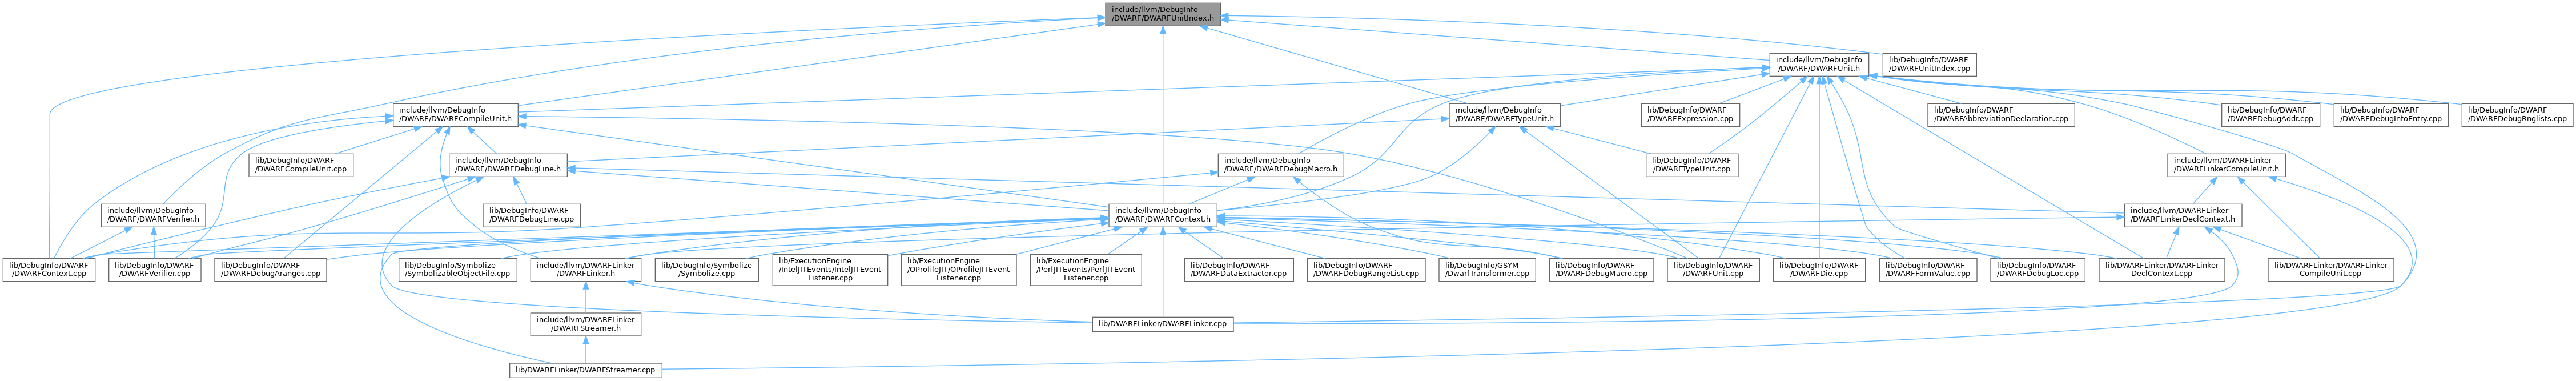 include/llvm/DebugInfo
/DWARF/DWARFUnitIndex.h
include/llvm/DebugInfo
/DWARF/DWARFUnit.h
lib/DebugInfo/DWARF
/DWARFUnitIndex.cpp
include/llvm/DebugInfo
/DWARF/DWARFCompileUnit.h
include/llvm/DebugInfo
/DWARF/DWARFTypeUnit.h
lib/DebugInfo/DWARF
/DWARFExpression.cpp
lib/DebugInfo/DWARF
/DWARFAbbreviationDeclaration.cpp
lib/DebugInfo/DWARF
/DWARFDebugAddr.cpp
lib/DebugInfo/DWARF
/DWARFDebugInfoEntry.cpp
lib/DebugInfo/DWARF
/DWARFDebugRnglists.cpp
lib/DebugInfo/DWARF
/DWARFCompileUnit.cpp
include/llvm/DebugInfo
/DWARF/DWARFDebugLine.h
include/llvm/DebugInfo
/DWARF/DWARFDebugMacro.h
lib/DebugInfo/DWARF
/DWARFTypeUnit.cpp
include/llvm/DWARFLinker
/DWARFLinkerCompileUnit.h
include/llvm/DebugInfo
/DWARF/DWARFVerifier.h
lib/DebugInfo/DWARF
/DWARFDebugLine.cpp
include/llvm/DebugInfo
/DWARF/DWARFContext.h
include/llvm/DWARFLinker
/DWARFLinkerDeclContext.h
lib/DebugInfo/DWARF
/DWARFContext.cpp
lib/DebugInfo/DWARF
/DWARFVerifier.cpp
lib/DebugInfo/DWARF
/DWARFDebugAranges.cpp
lib/DebugInfo/Symbolize
/SymbolizableObjectFile.cpp
include/llvm/DWARFLinker
/DWARFLinker.h
lib/DebugInfo/Symbolize
/Symbolize.cpp
lib/ExecutionEngine
/IntelJITEvents/IntelJITEvent
Listener.cpp
lib/ExecutionEngine
/OProfileJIT/OProfileJITEvent
Listener.cpp
lib/ExecutionEngine
/PerfJITEvents/PerfJITEvent
Listener.cpp
lib/DebugInfo/DWARF
/DWARFDataExtractor.cpp
lib/DebugInfo/DWARF
/DWARFDebugRangeList.cpp
lib/DebugInfo/GSYM
/DwarfTransformer.cpp
lib/DebugInfo/DWARF
/DWARFDebugMacro.cpp
lib/DebugInfo/DWARF
/DWARFUnit.cpp
lib/DebugInfo/DWARF
/DWARFDie.cpp
lib/DebugInfo/DWARF
/DWARFFormValue.cpp
lib/DebugInfo/DWARF
/DWARFDebugLoc.cpp
lib/DWARFLinker/DWARFLinker
DeclContext.cpp
lib/DWARFLinker/DWARFLinker
CompileUnit.cpp
include/llvm/DWARFLinker
/DWARFStreamer.h
lib/DWARFLinker/DWARFLinker.cpp
lib/DWARFLinker/DWARFStreamer.cpp